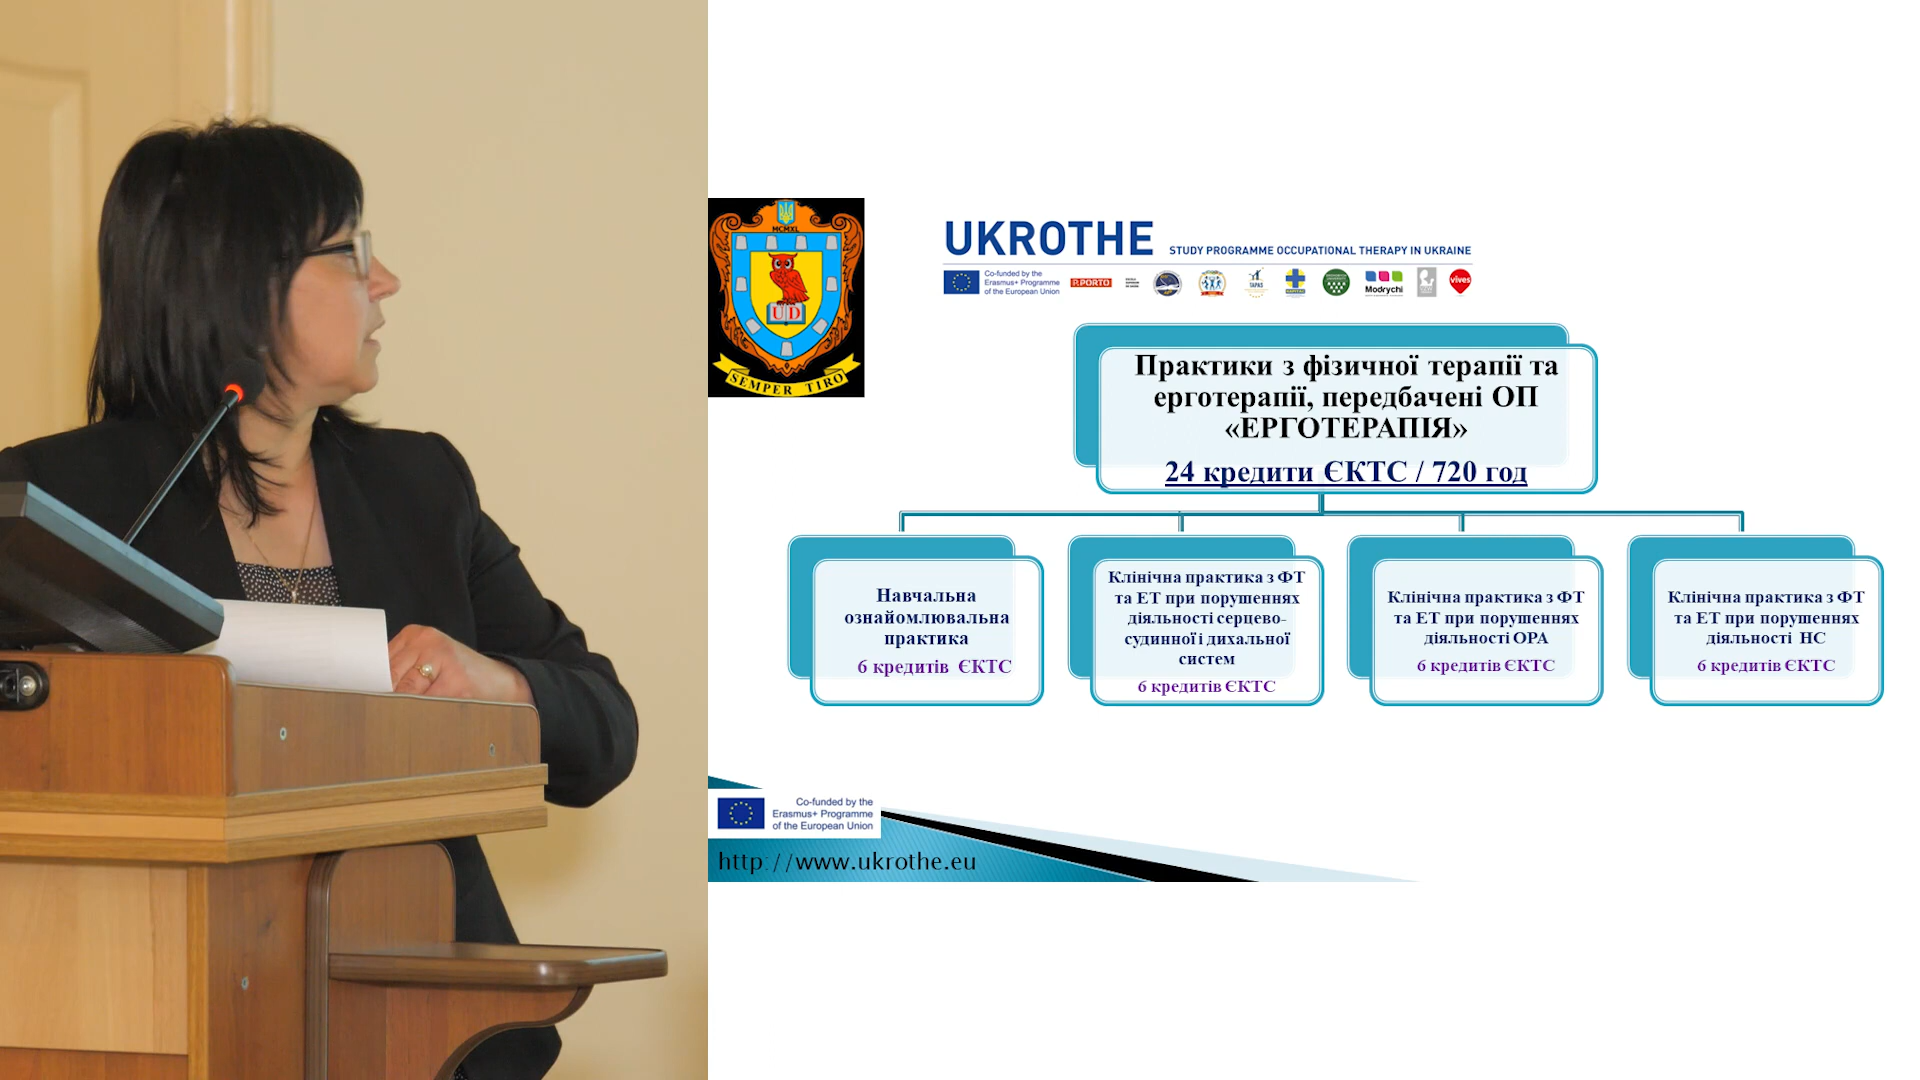 MCMXL
U D
SEMPER TIRO
UKROTHE STUDY PROGRAMME OCCUPATIONAL THERAPY IN UKRAINE
Co-funded by the
Erasmus+ Programme
of the European Union
P.PORTO
TAPAS
Modrychi
vives
Практики з фізичної терапії та
ерготерапії, передбачені ОП
«ЕРГОТЕРАПІЯ»
24 кредити ЄКТС / 720 год
Навчальна
ознайомлювальна
практика
6 кредитів ЄКТС
Клінічна практика з ФТ
та ЕТ при порушеннях
діяльності серцево-
судинної і дихальної
систем
6 кредитів ЄКТС
Клінічна практика з ФТ
та ЕТ при порушеннях
діяльності ОРА
6 кредитів ЄКТС
Клінічна практика з ФТ
та ЕТ при порушеннях
діяльності НС
6 кредитів ЄКТС
Co-funded by the
Erasmus+ Programme
of the European Union
http://www.ukrothe.eu